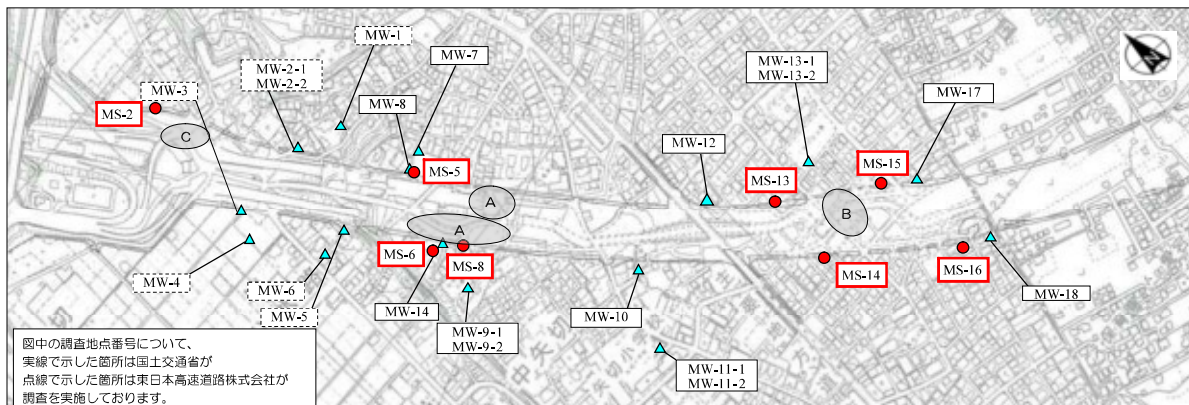 MW-1
MW-2-1
MW-2-2
MW-7
MW-13-1
MW-13-2
MW-3
MW-8
MW-17
MS-2
C
MW-12
MS-5
MS-13
MS-15
A
B
A
MS-6
MS-8
MS-14
MS-16
MW-4
MW-6
MW-5
MW-14
MW-10
MW-18
MW-9-1
MW-9-2
MW-11-1
MW-11-2
図中の調査地点番号について、
実線で示した箇所は国土交通省が
点線で示した箇所は東日本高速道路株式会社が
調査を実施しております。